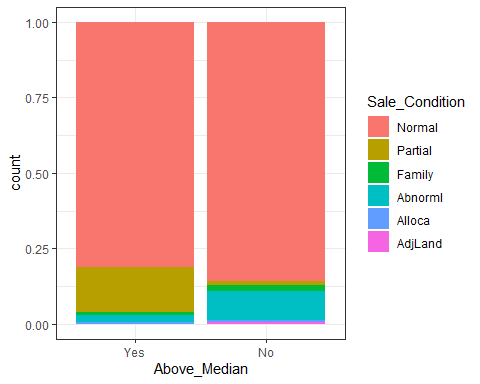 1.00
0.75
0.50
0.25
0.00
count
Yes No
Above_Median
Sale_Condition
Normal
Partial
Family
Abnorml
Alloca
AdjLand